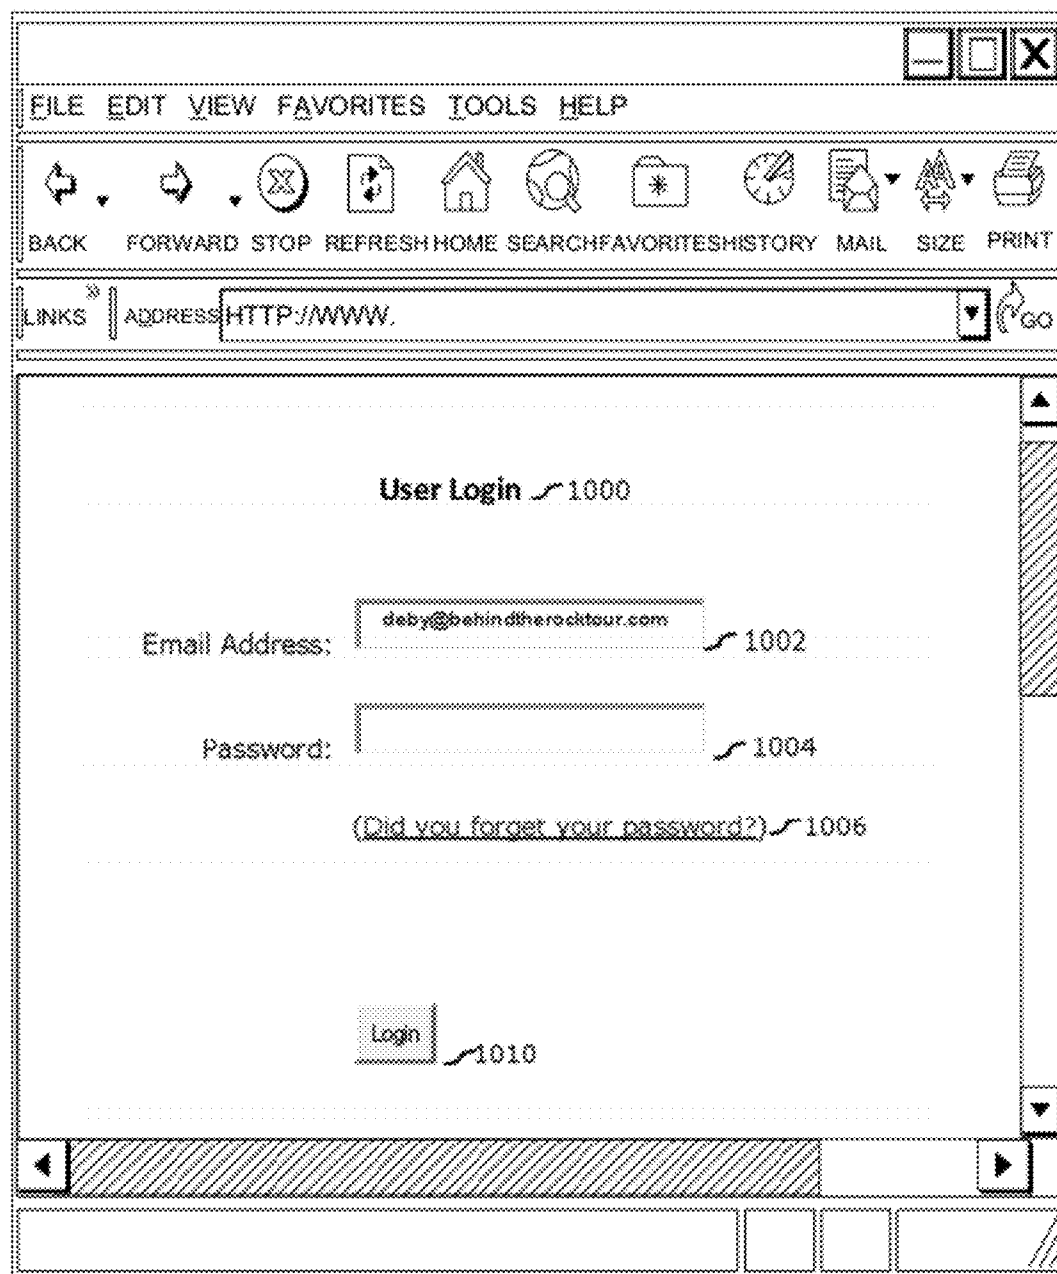 FILE EDIT VIEW FAVORITES TOOLS HELP
BACK FORWARD STOP REFRESH HOME SEARCH FAVORITES HISTORY MAIL SIZE PRINT
LINKS » ADDRESS HTTP://WWW. GO
User Login 1000
Email Address: deby@behindtherocktour.com 1002
Password: 1004
(Did you forget your password?) 1006
Login 1010